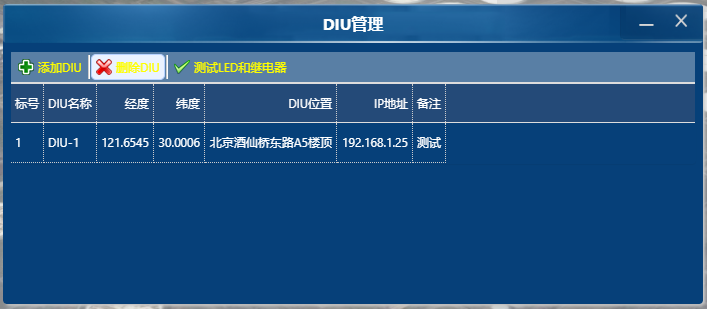 DIU管理
添加DIU 删除DIU 测试LED和继电器
标号 DIU名称 经度 纬度 DIU位置 IP地址 备注
1 DIU-1 121.6545 30.0006 北京酒仙桥东路A5楼顶 192.168.1.25 测试